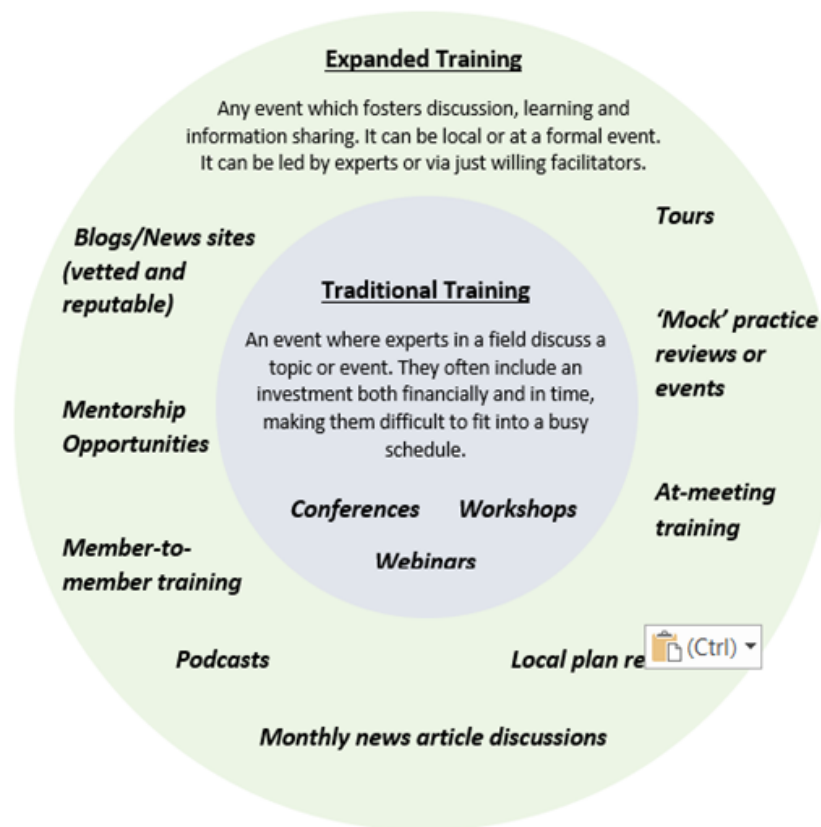 Expanded Training
Any event which fosters discussion, learning and
information sharing. It can be local or at a formal event.
It can be led by experts or via just willing facilitators.
Blogs/News sites
(vetted and
reputable)
Mentorship
Opportunities
Member-to-
member training
Traditional Training
An event where experts in a field discuss a
topic or event. They often include an
investment both financially and in time,
making them difficult to fit into a busy
schedule.
Conferences Workshops
Webinars
Tours
‘Mock’ practice
reviews or
events
At-meeting
training
Podcasts
Local plan
(Ctrl)
Monthly news article discussions